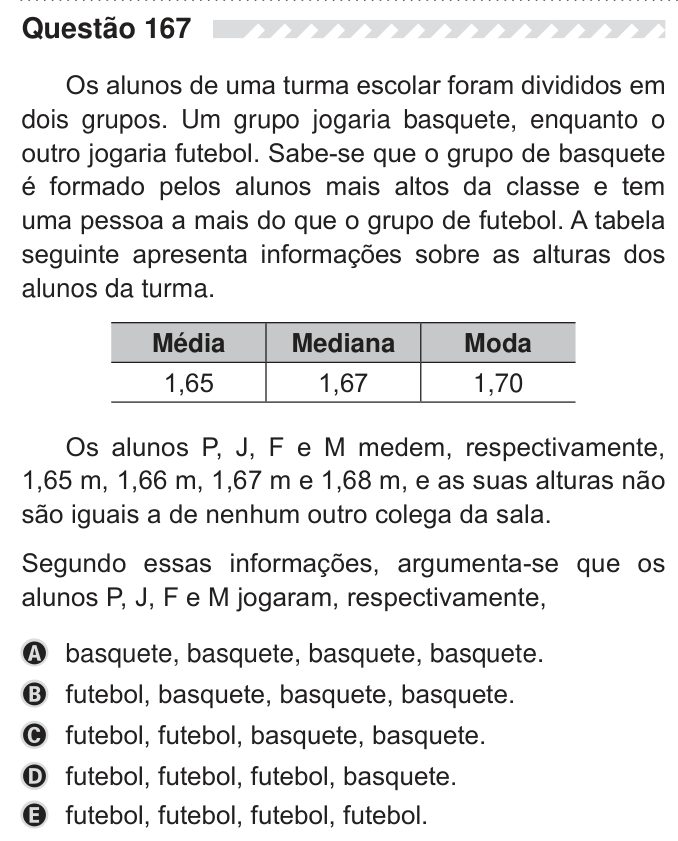 Questão 167
Os alunos de uma turma escolar foram divididos em
dois grupos. Um grupo jogaria basquete, enquanto o
outro jogaria futebol. Sabe-se que o grupo de basquete
é formado pelos alunos mais altos da classe e tem
uma pessoa a mais do que o grupo de futebol. A tabela
seguinte apresenta informações sobre as alturas dos
alunos da turma.
Média Mediana Moda
1,65 1,67 1,70
Os alunos P, J, F e M medem, respectivamente,
1,65 m, 1,66 m, 1,67 m e 1,68 m, e as suas alturas não
são iguais a de nenhum outro colega da sala.
Segundo essas informações, argumenta-se que os
alunos P, J, F e M jogaram, respectivamente,
A basquete, basquete, basquete, basquete.
B futebol, basquete, basquete, basquete.
C futebol, futebol, basquete, basquete.
D futebol, futebol, futebol, basquete.
E futebol, futebol, futebol, futebol.